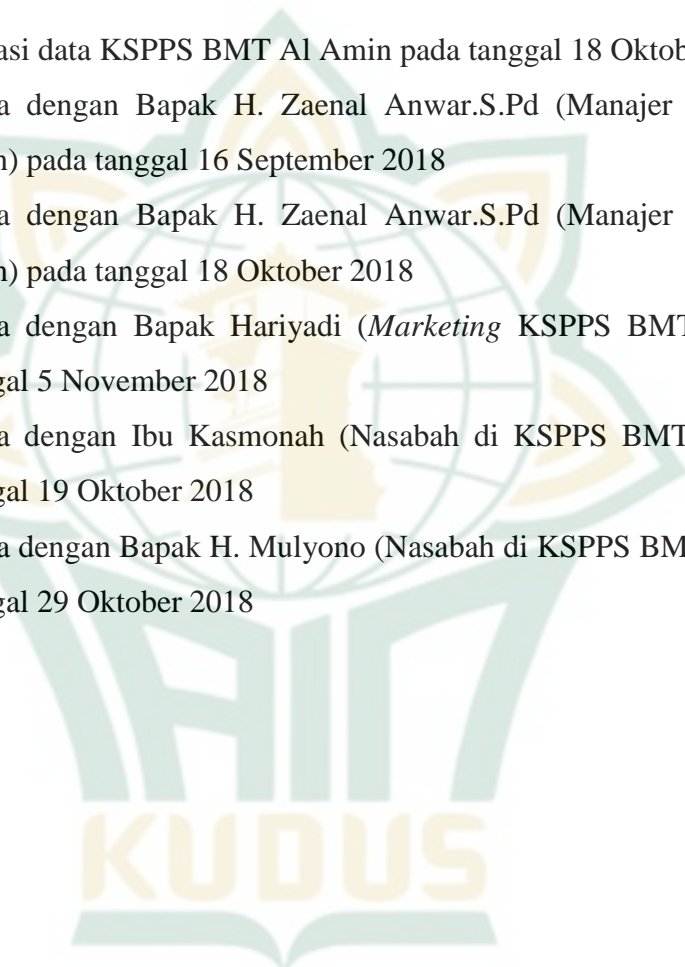 asi data KSPPS BMT Al Amin pada tanggal 18 Oktob
a dengan Bapak H. Zaenal Anwar.S.Pd (Manajer
n) pada tanggal 16 September 2018
a dengan Bapak H. Zaenal Anwar.S.Pd (Manajer
n) pada tanggal 18 Oktober 2018
a dengan Bapak Hariyadi (Marketing KSPPS BMT
gal 5 November 2018
a dengan Ibu Kasmonah (Nasabah di KSPPS BMT
gal 19 Oktober 2018
a dengan Bapak H. Mulyono (Nasabah di KSPPS BM
gal 29 Oktober 2018
IAIN
KUDUS